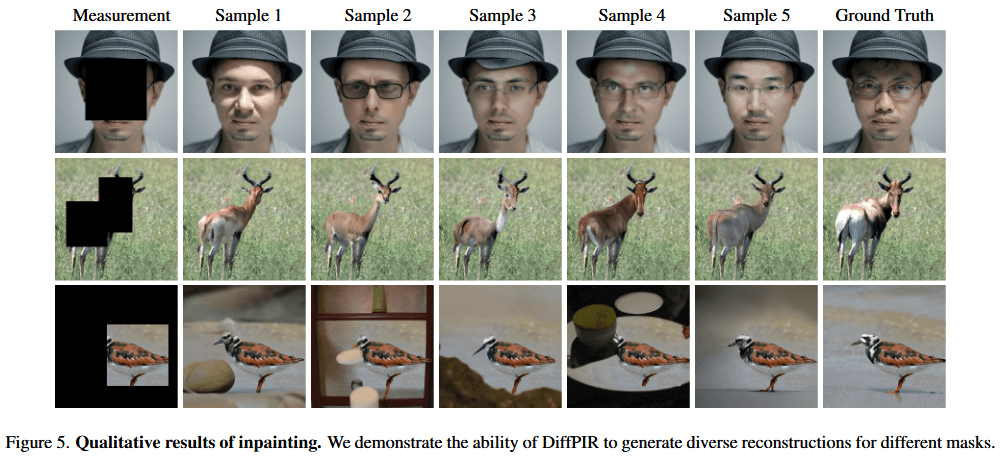 Measurement Sample 1 Sample 2 Sample 3 Sample 4 Sample 5 Ground Truth
Figure 5. Qualitative results of inpainting. We demonstrate the ability of DiffPIR to generate diverse reconstructions for different masks.